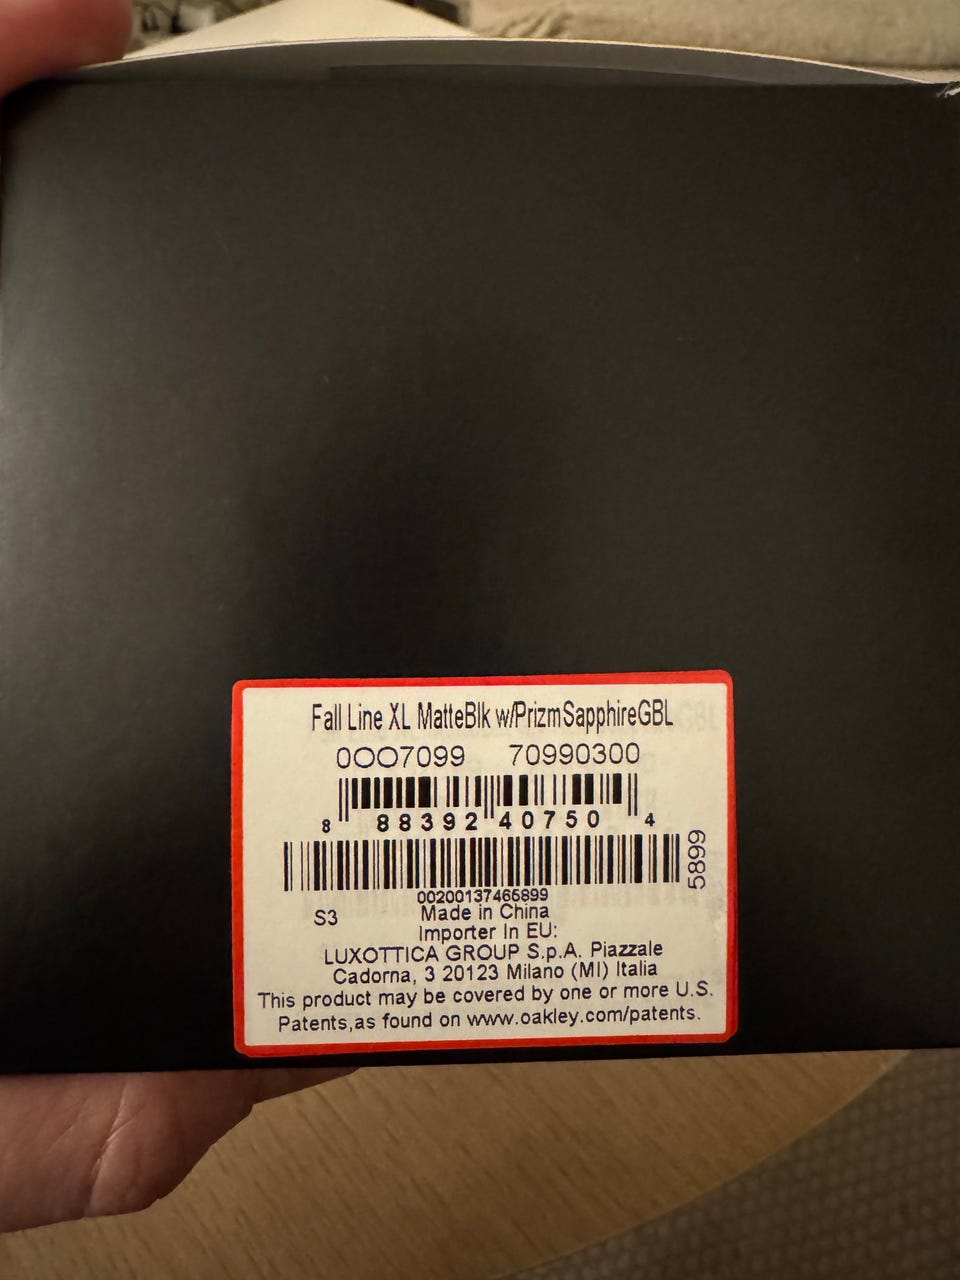 Fall Line XL MatteBlk w/PrizmSapphireGBL
0OO7099 70990300
8 88392 40750 4
5899
00200137465899
S3 Made in China
Importer In EU:
LUXOTTICA GROUP S.p.A. Piazzale
Cadorna, 3 20123 Milano (MI) Italia
This product may be covered by one or more U.S.
Patents,as found on www.oakley.com/patents.